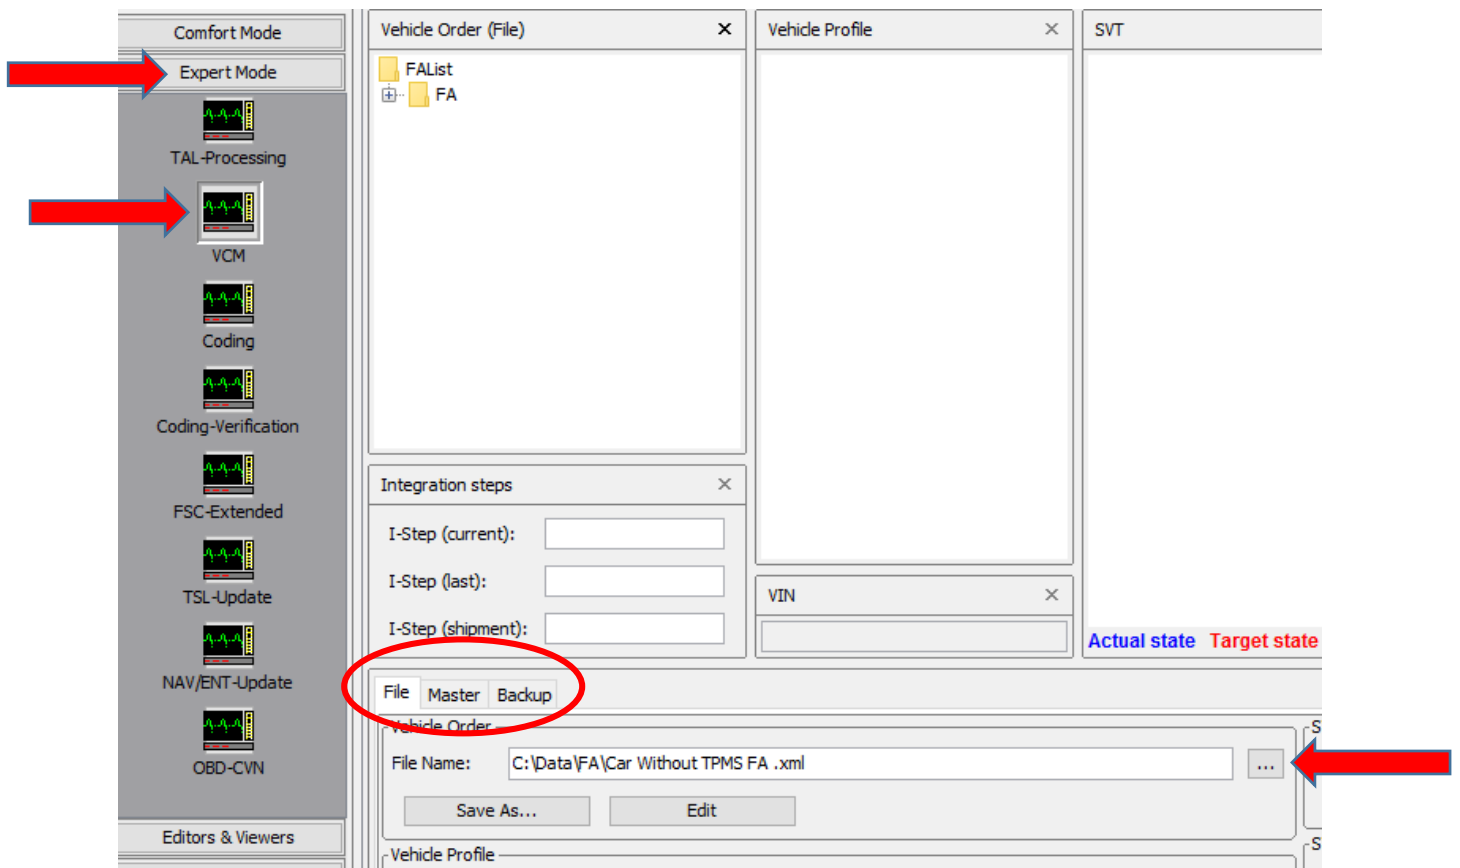 Comfort Mode
Expert Mode
TAL-Processing
VCM
Coding
Coding-Verification
FSC-Extended
TSL-Update
NAV/ENT-Update
OBD-CVN
Editors & Viewers
Vehicle Order (File)
FAList
FA
Integration steps
I-Step (current):
I-Step (last):
I-Step (shipment):
Vehicle Profile
VIN
SVT
Actual state Target state
File Master Backup
Vehicle Order
File Name: C:\Data\FA\Car Without TPMS FA .xml ...
Save As... Edit
Vehicle Profile
S
S